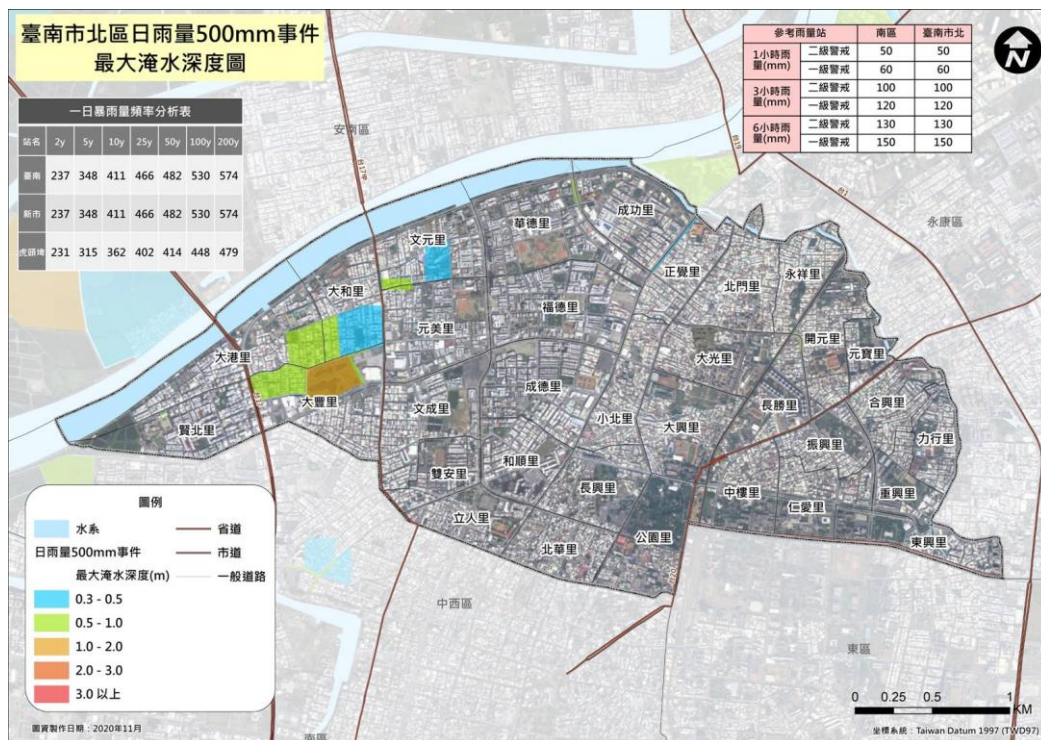 臺南市北區日雨量500mm事件
最大淹水深度圖
一日暴雨量頻率分析表
站名 2y 5y 10y 25y 50y 100y 200y
臺南 237 348 411 466 482 530 574
新市 237 348 411 466 482 530 574
虎頭埤 231 315 362 402 414 448 479
參考雨量站 南區 臺南市北
1小時雨量(mm) 二級警戒 50 50
一級警戒 60 60
3小時雨量(mm) 二級警戒 100 100
一級警戒 120 120
6小時雨量(mm) 二級警戒 130 130
一級警戒 150 150
N
安南區
台17甲
台19
台1
永康區
成功里
華德里
文元里
正覺里
永祥里
北門里
大和里
福德里
元美里
開元里
元寶里
大港里
大光里
成德里
大豐里
文成里
小北里
長勝里
合興里
賢北里
大興里
力行里
振興里
雙安里
和順里
長興里
中樓里
重興里
仁愛里
立人里
公園里
北華里
東興里
中西區
東區
南區
圖例
水系 省道
日雨量500mm事件 市道
最大淹水深度(m) 一般道路
0.3 - 0.5
0.5 - 1.0
1.0 - 2.0
2.0 - 3.0
3.0 以上
0 0.25 0.5 1
KM
圖資製作日期：2020年11月
坐標系統：Taiwan Datum 1997 (TWD97)